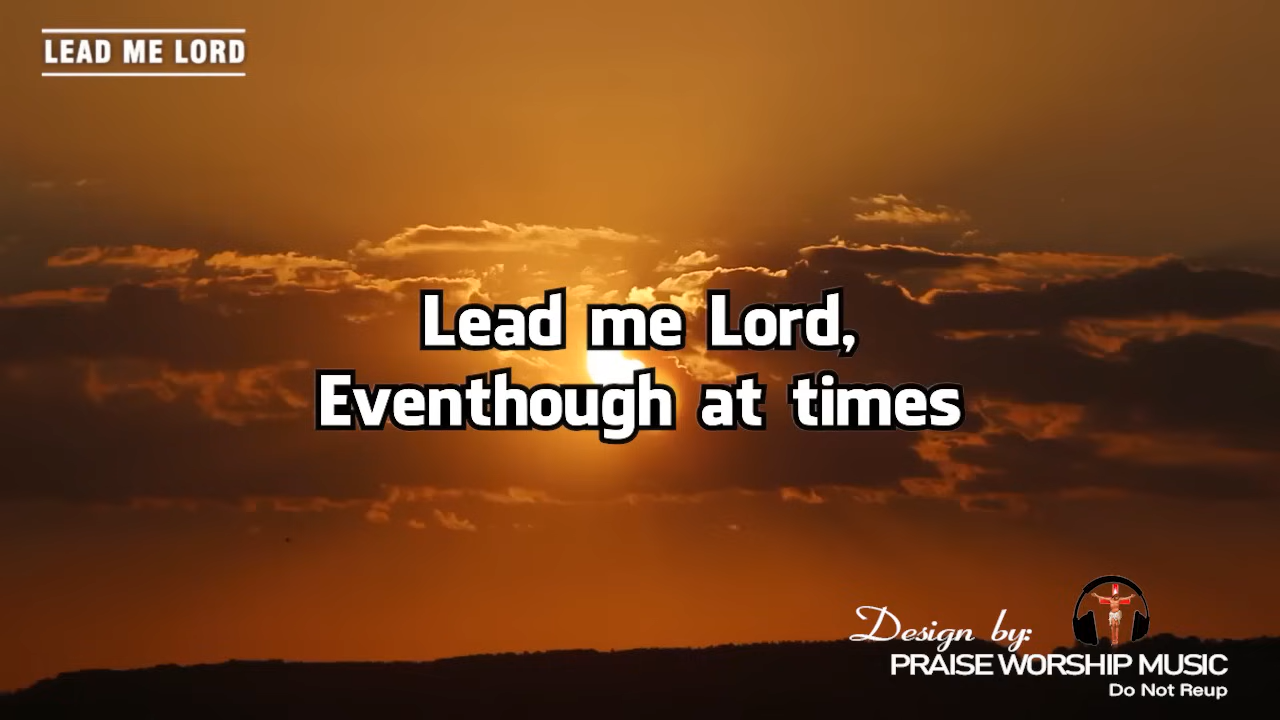 LEAD ME LORD
Lead me Lord,
Eventhough at times
Design by:
PRAISE WORSHIP MUSIC
Do Not Reup